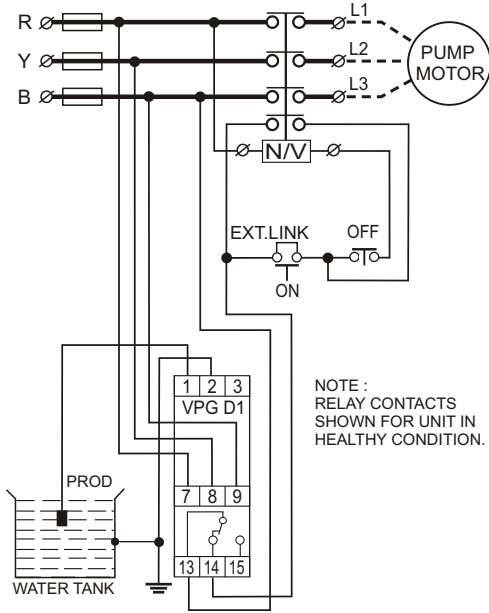 R
L1
Y
L2
PUMP
MOTOR
B
L3
N/V
EXT.LINK
OFF
ON
1 2 3
VPG D1
NOTE :
RELAY CONTACTS
SHOWN FOR UNIT IN
HEALTHY CONDITION.
PROD
7 8 9
13 14 15
WATER TANK